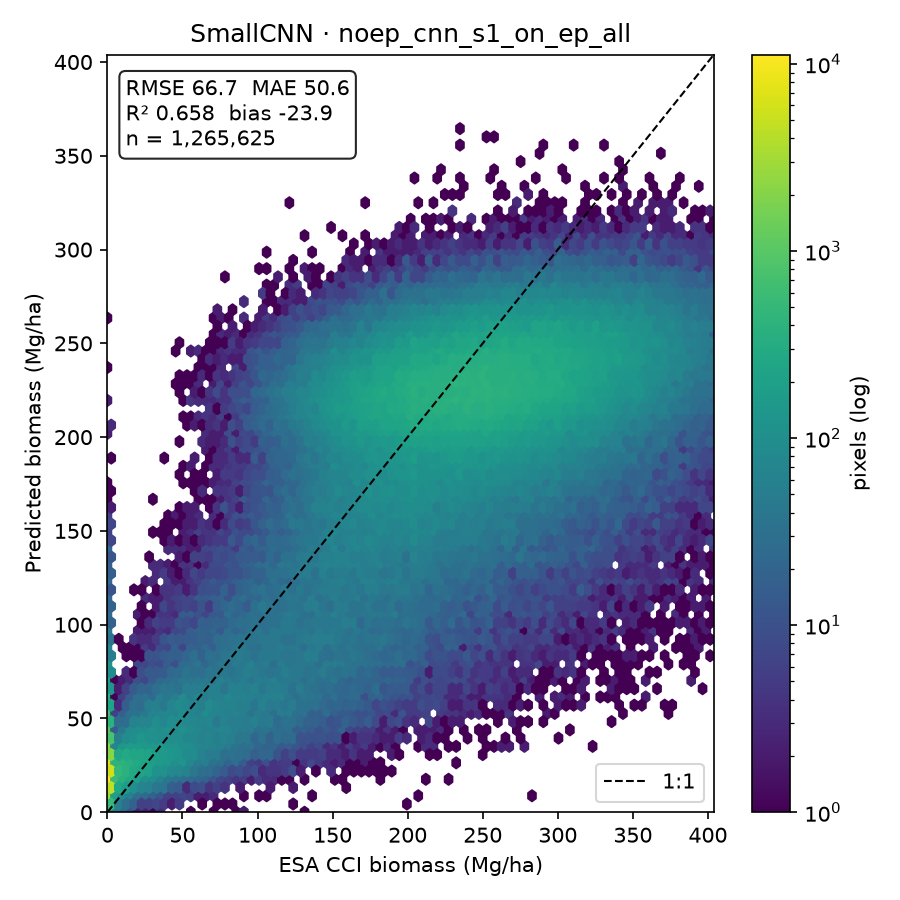 SmallCNN · noep_cnn_s1_on_ep_all
RMSE 66.7 MAE 50.6
R² 0.658 bias -23.9
n = 1,265,625
400
350
300
250
200
150
100
50
0
Predicted biomass (Mg/ha)
0 50 100 150 200 250 300 350 400
ESA CCI biomass (Mg/ha)
1:1
10⁴
10³
10²
10¹
10⁰
pixels (log)